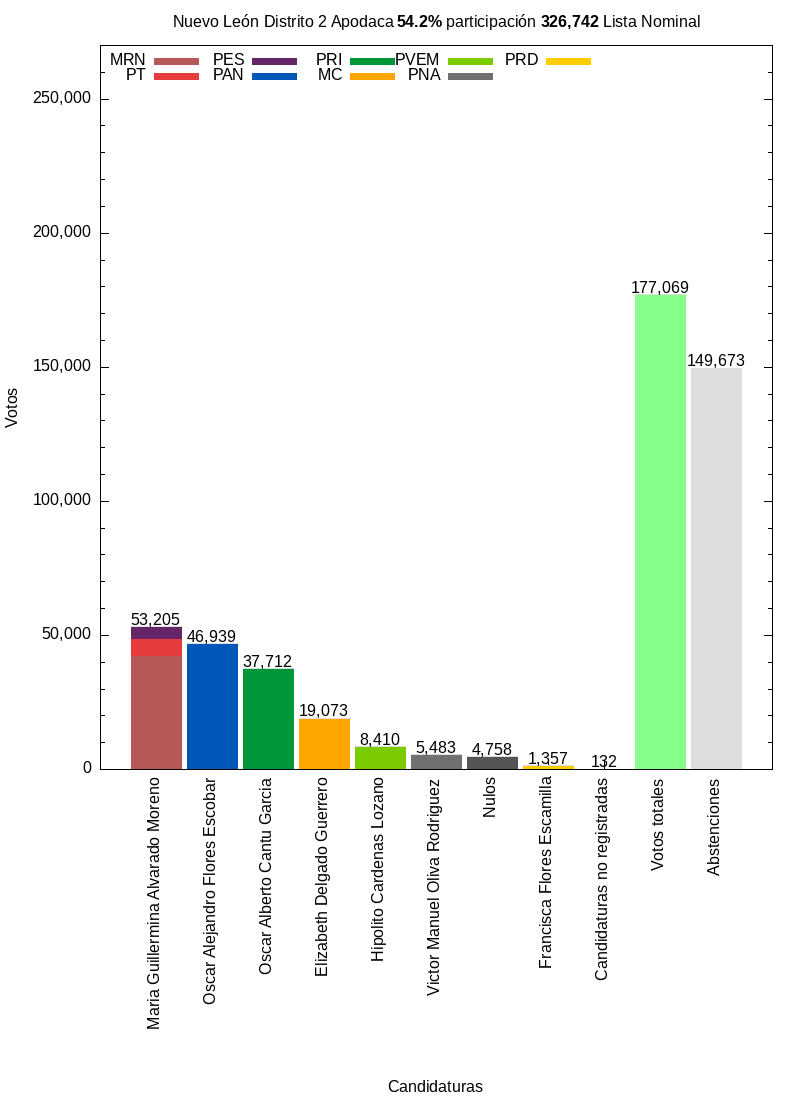 Nuevo León Distrito 2 Apodaca 54.2% participación 326,742 Lista Nominal
MRN PES PRI PVEM PRD
PT PAN MC PNA
250,000
200,000
150,000
100,000
50,000
0
Votos
53,205
46,939
37,712
19,073
8,410
5,483
4,758
1,357
132
177,069
149,673
Maria Guillermina Alvarado Moreno
Oscar Alejandro Flores Escobar
Oscar Alberto Cantu Garcia
Elizabeth Delgado Guerrero
Hipolito Cardenas Lozano
Victor Manuel Oliva Rodriguez
Nulos
Francisca Flores Escamilla
Candidaturas no registradas
Votos totales
Abstenciones
Candidaturas